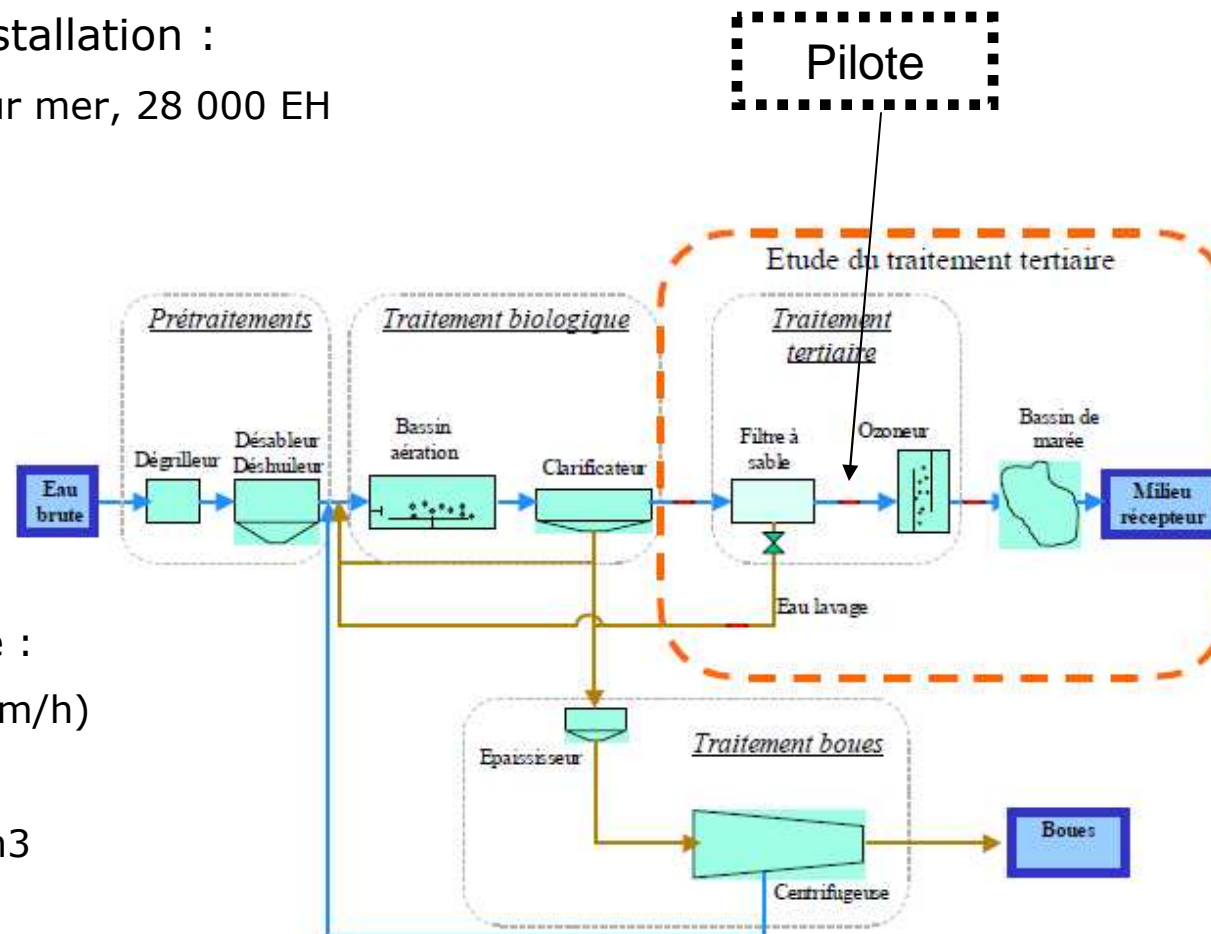 stallation :
ur mer, 28 000 EH
Pilote
Etude du traitement tertiaire
Prétraitements
Traitement biologique
Traitement
tertiaire
Eau
brute
Dégrilleur
Désableur
Déshuileur
Bassin
aération
Clarificateur
Filtre à
sable
Ozoneur
Bassin de
marée
Milieu
récepteur
Eau lavage
e :
m/h)
n3
Epaississeur
Traitement boues
Centrifugeuse
Boues